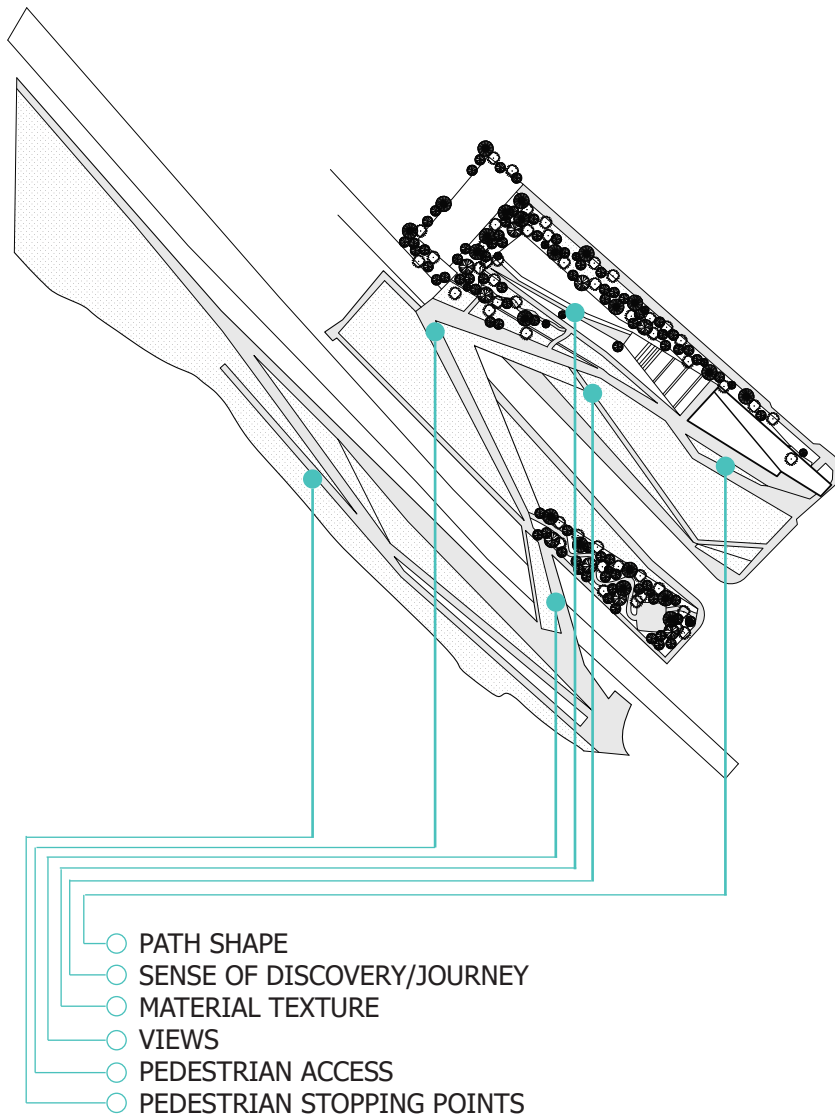 PATH SHAPE
SENSE OF DISCOVERY/JOURNEY
MATERIAL TEXTURE
VIEWS
PEDESTRIAN ACCESS
PEDESTRIAN STOPPING POINTS